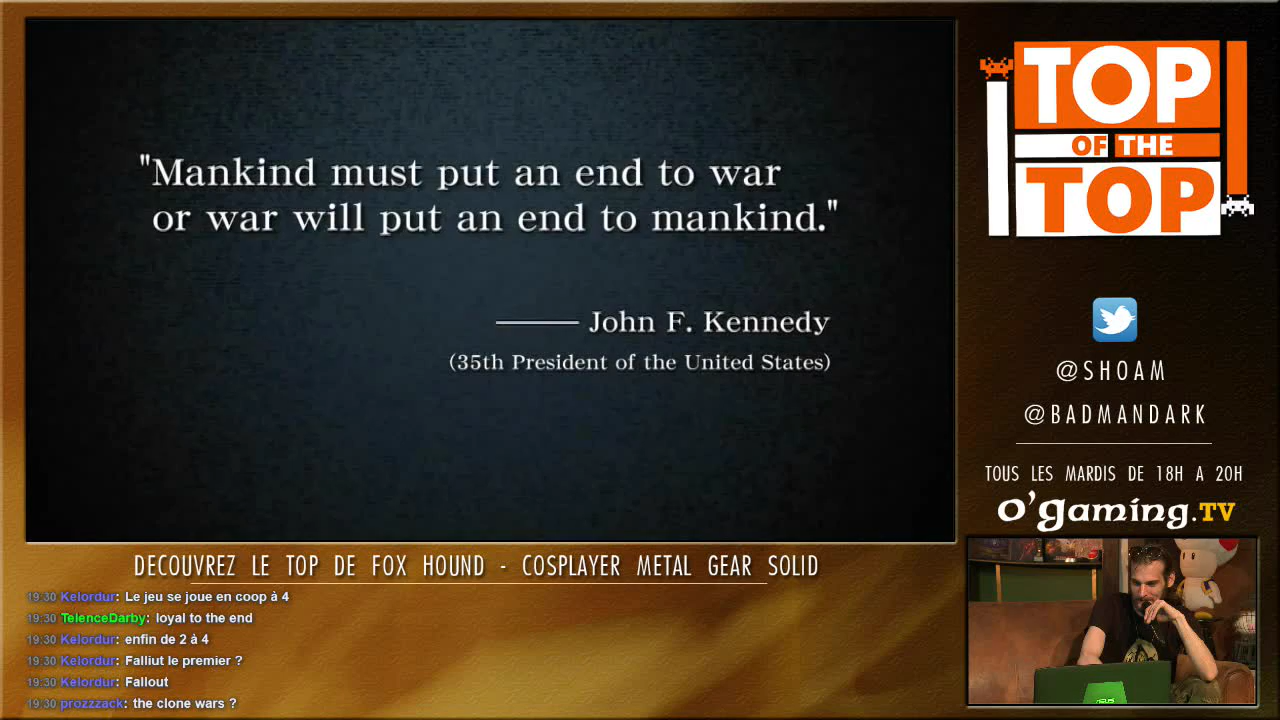 "Mankind must put an end to war
or war will put an end to mankind."
John F. Kennedy
(35th President of the United States)
TOP
OF THE
TOP
@SHOAM
@BADMANDARK
TOUS LES MARDIS DE 18H A 20H
O'gaming.TV
DECOUVREZ LE TOP DE FOX HOUND - COSPLAYER METAL GEAR SOLID
19:30 Kelordur: Le jeu se joue en coop à 4
19:30 TelenceDarby: loyal to the end
19:30 Kelordur: enfin de 2 à 4
19:30 Kelordur: Falliut le premier ?
19:30 Kelordur: Fallout
19:30 prozzzack: the clone wars ?